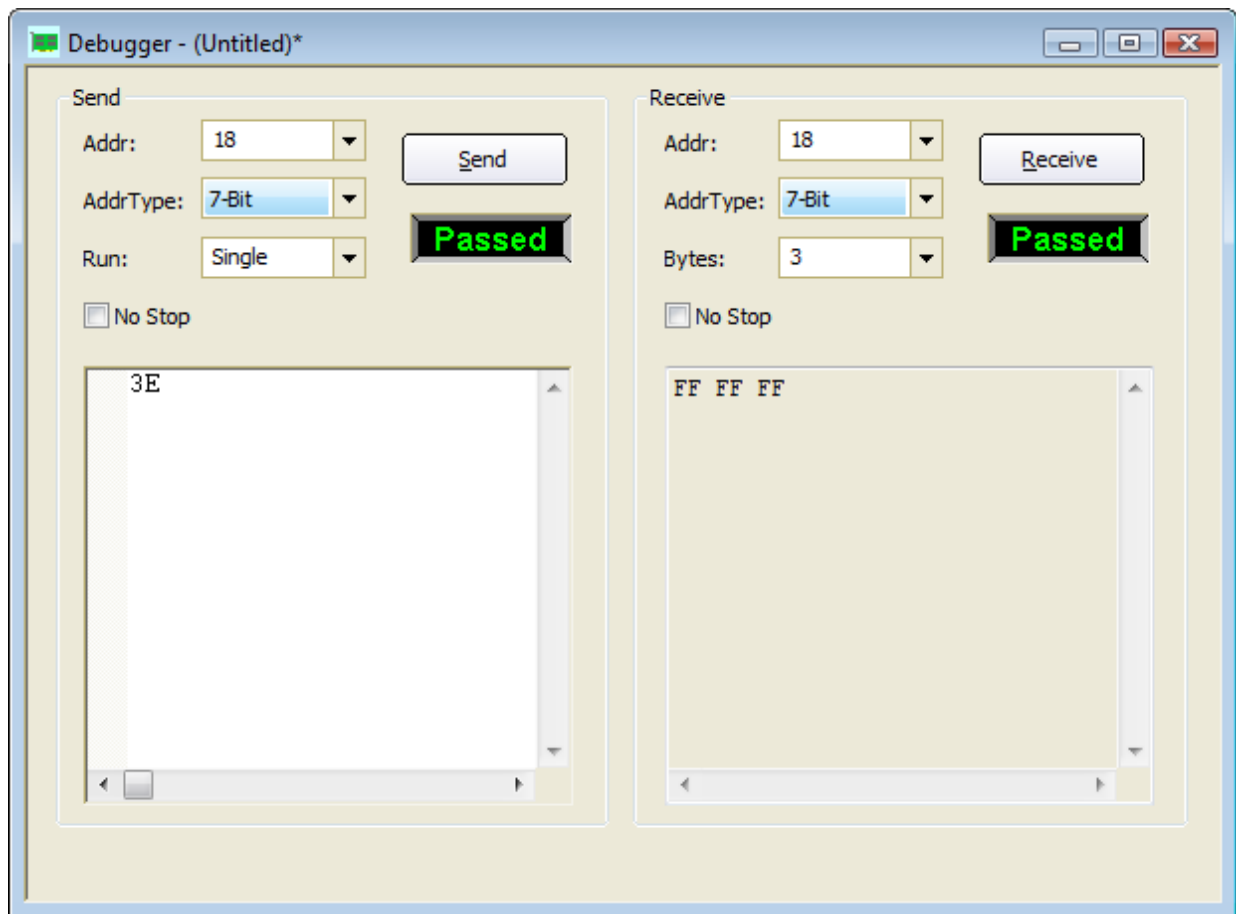 Debugger - (Untitled)*
Send
Addr: 18
Send
AddrType: 7-Bit
Passed
Run: Single
No Stop
3E
Receive
Addr: 18
Receive
AddrType: 7-Bit
Passed
Bytes: 3
No Stop
FF FF FF